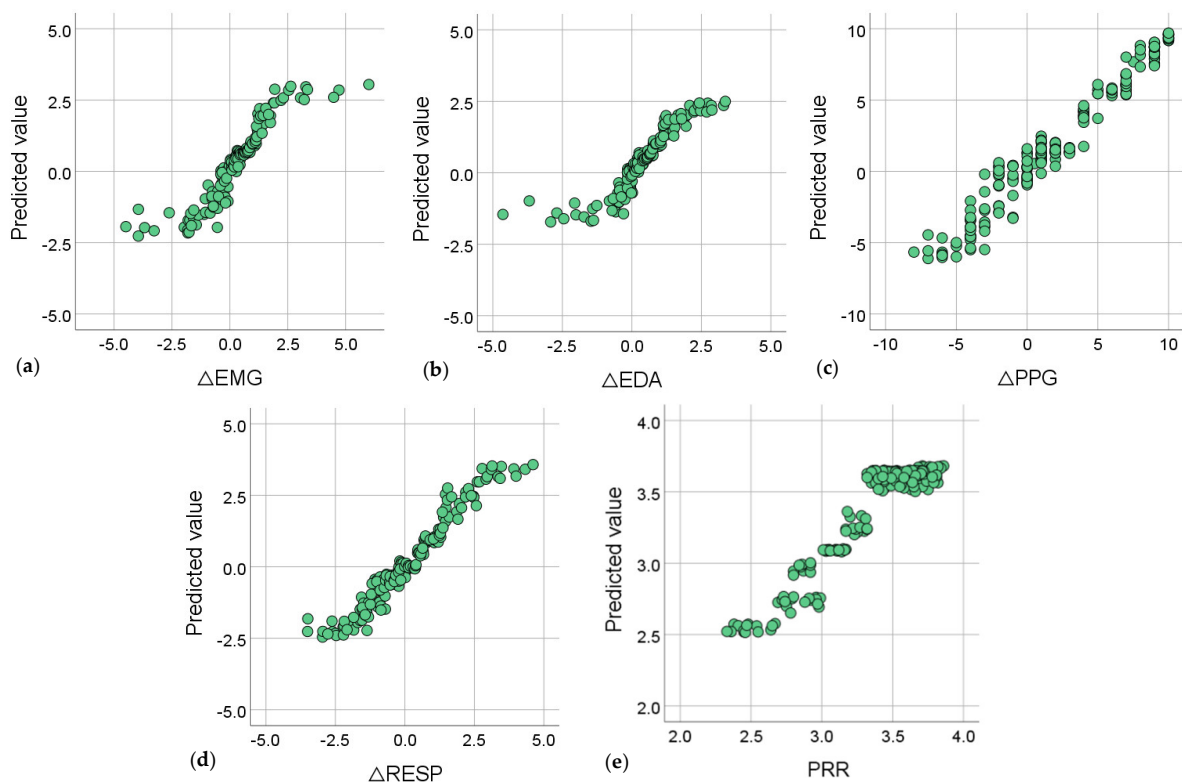 5.0
2.5
0.0
-2.5
-5.0
Predicted value
-5.0 -2.5 0.0 2.5 5.0
(a)
△EMG
5.0
2.5
0.0
-2.5
-5.0
Predicted value
-5.0 -2.5 0.0 2.5 5.0
(b)
△EDA
10
5
0
-5
-10
Predicted value
-10 -5 0 5 10
(c)
△PPG
5.0
2.5
0.0
-2.5
-5.0
Predicted value
-5.0 -2.5 0.0 2.5 5.0
(d)
△RESP
4.0
3.5
3.0
2.5
2.0
Predicted value
2.0 2.5 3.0 3.5 4.0
(e)
PRR